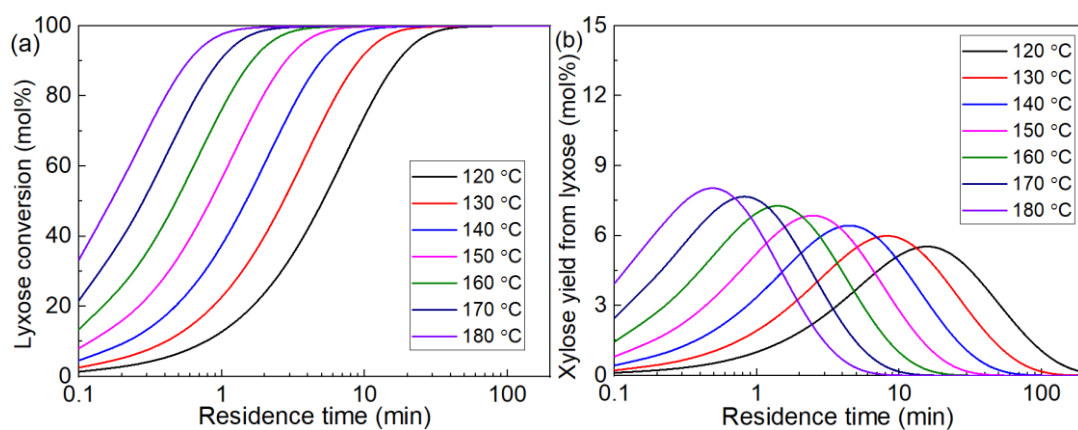 (a)
Lyxose conversion (mol%)
100
80
60
40
20
0
120 °C
130 °C
140 °C
150 °C
160 °C
170 °C
180 °C
0.1
1
10
100
Residence time (min)
(b)
Xylose yield from lyxose (mol%)
15
12
9
6
3
0
120 °C
130 °C
140 °C
150 °C
160 °C
170 °C
180 °C
0.1
1
10
100
Residence time (min)